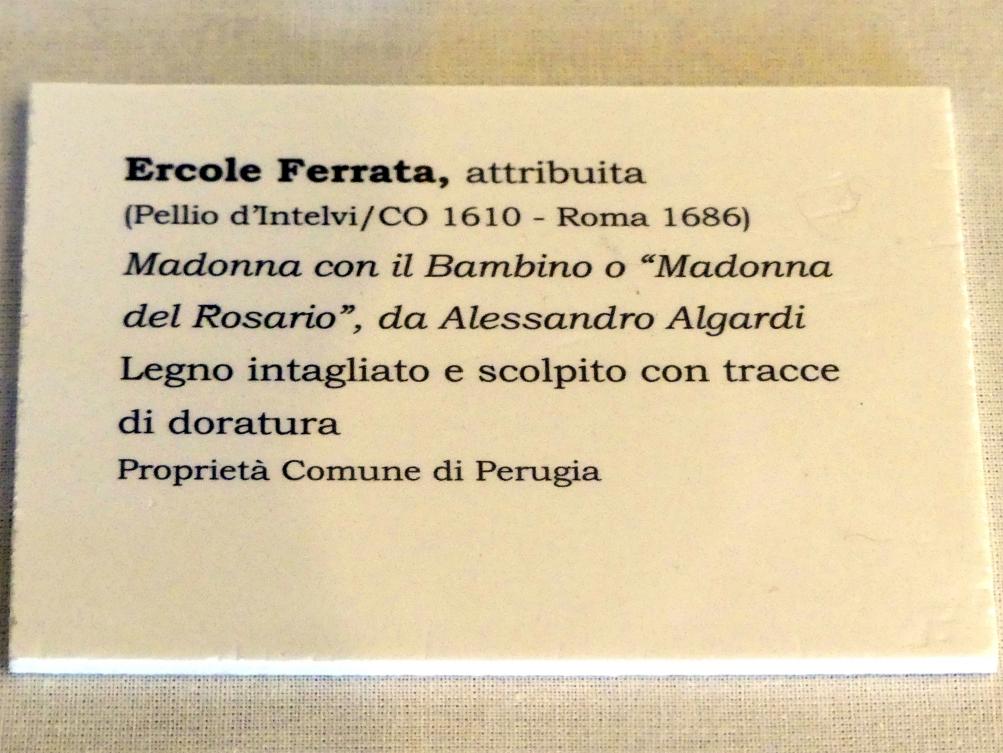 Ercole Ferrata, attribuita
(Pellio d'Intelvi/CO 1610 - Roma 1686)
Madonna con il Bambino o “Madonna
del Rosario”, da Alessandro Algardi
Legno intagliato e scolpito con tracce
di doratura
Proprietà Comune di Perugia